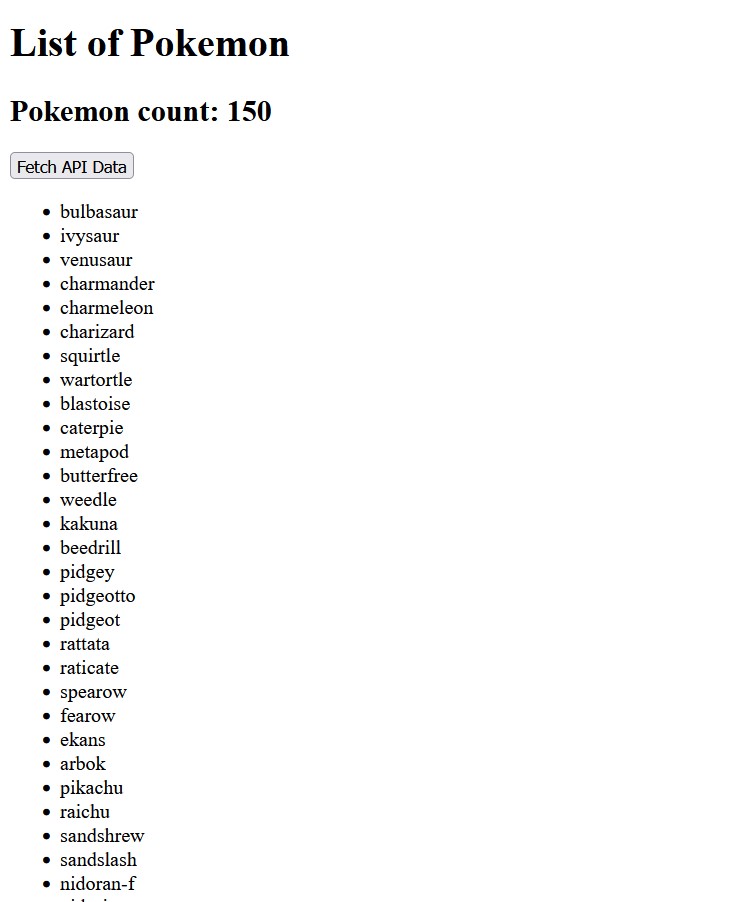 List of Pokemon
Pokemon count: 150
Fetch API Data
bulbasaur
ivysaur
venusaur
charmander
charmeleon
charizard
squirtle
wartortle
blastoise
caterpie
metapod
butterfree
weedle
kakuna
beedrill
pidgey
pidgeotto
pidgeot
rattata
raticate
spearow
fearow
ekans
arbok
pikachu
raichu
sandshrew
sandslash
nidoran-f